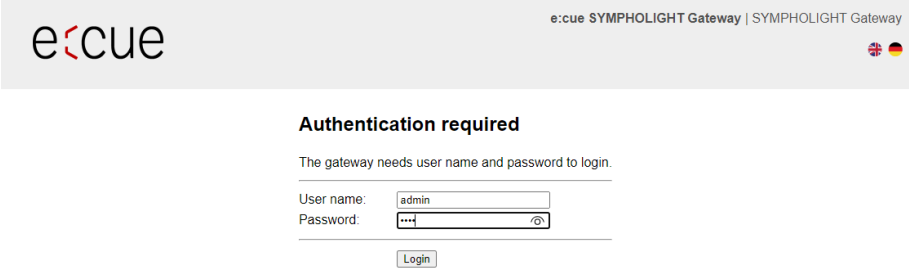 e:cue SYMPHOLIGHT Gateway | SYMPHOLIGHT Gateway
e:cue
Authentication required
The gateway needs user name and password to login.
User name: admin
Password: ••••
Login